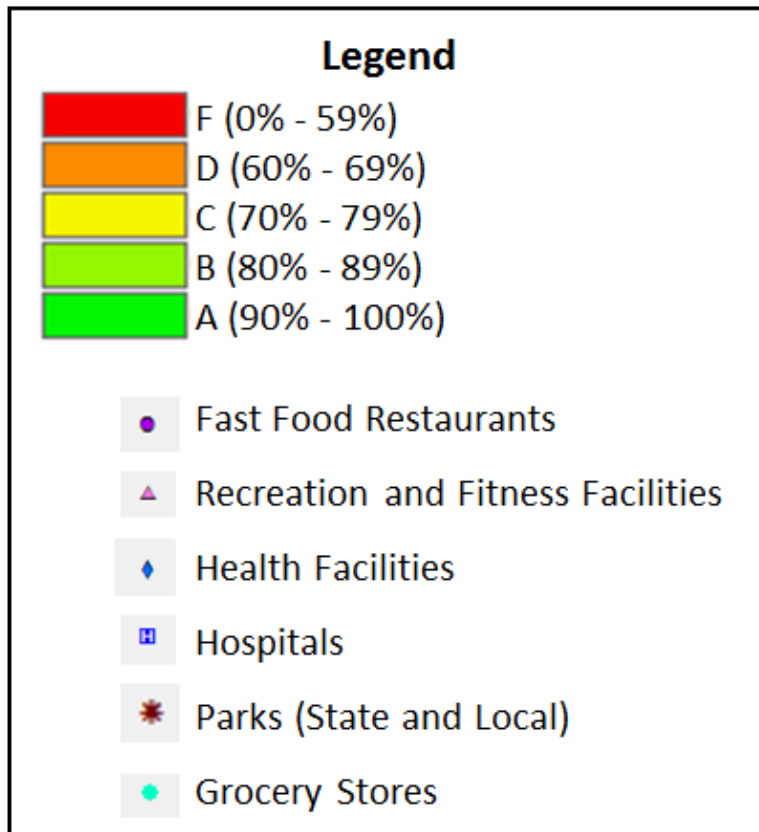 Legend
F (0% - 59%)
D (60% - 69%)
C (70% - 79%)
B (80% - 89%)
A (90% - 100%)
Fast Food Restaurants
Recreation and Fitness Facilities
Health Facilities
H Hospitals
Parks (State and Local)
Grocery Stores